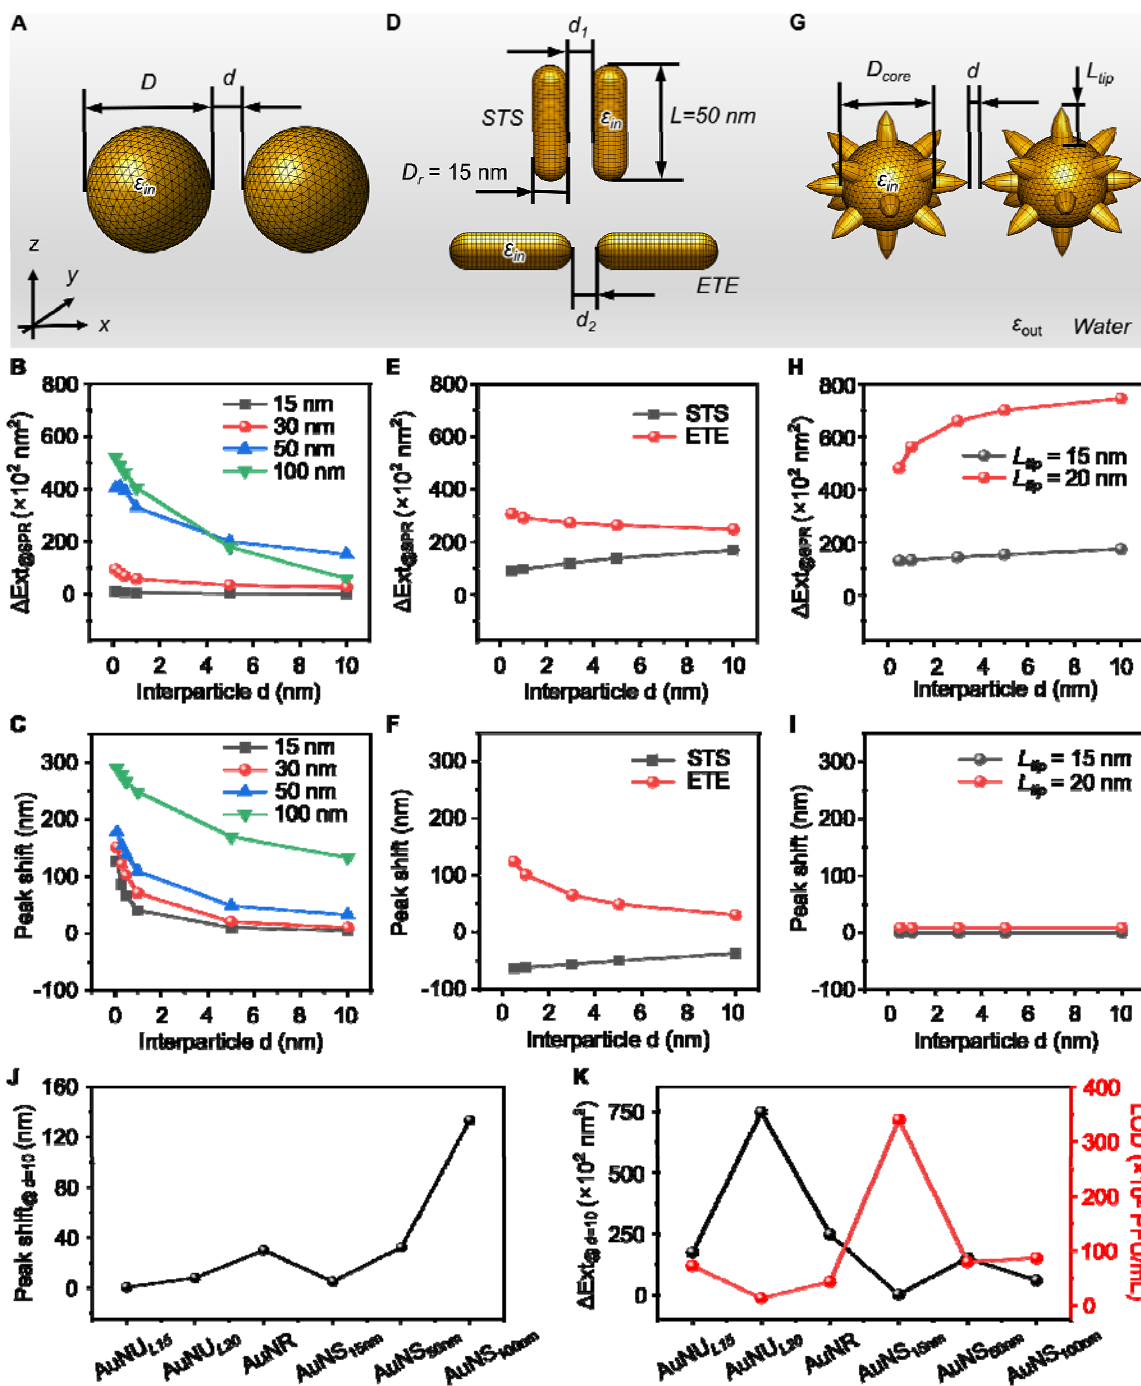 A
D
d
εin
z
y
x
D
d1
STS
εin
L=50 nm
Dr = 15 nm
εin
ETE
d2
G
Dcore
d
Ltip
εin
εout Water
B
800
600
400
200
0
ΔExt@SPR (×10² nm²)
15 nm
30 nm
50 nm
100 nm
0 2 4 6 8 10
Interparticle d (nm)
E
800
600
400
200
0
ΔExt@SPR (×10² nm²)
STS
ETE
0 2 4 6 8 10
Interparticle d (nm)
H
800
600
400
200
0
ΔExt@SPR (×10² nm²)
Ltip = 15 nm
Ltip = 20 nm
0 2 4 6 8 10
Interparticle d (nm)
C
300
200
100
0
-100
Peak shift (nm)
15 nm
30 nm
50 nm
100 nm
0 2 4 6 8 10
Interparticle d (nm)
F
300
200
100
0
-100
Peak shift (nm)
STS
ETE
0 2 4 6 8 10
Interparticle d (nm)
I
300
200
100
0
-100
Peak shift (nm)
Ltip = 15 nm
Ltip = 20 nm
0 2 4 6 8 10
Interparticle d (nm)
J
160
120
80
40
0
Peak shift@ d=10 (nm)
AuNUL15 AuNUL20 AuNR AuNS15nm AuNS50nm AuNS100nm
K
750
500
250
0
ΔExt@ d=10 (×10² nm²)
400
300
200
100
0
AuNUL15 AuNUL20 AuNR AuNS15nm AuNS50nm AuNS100nm